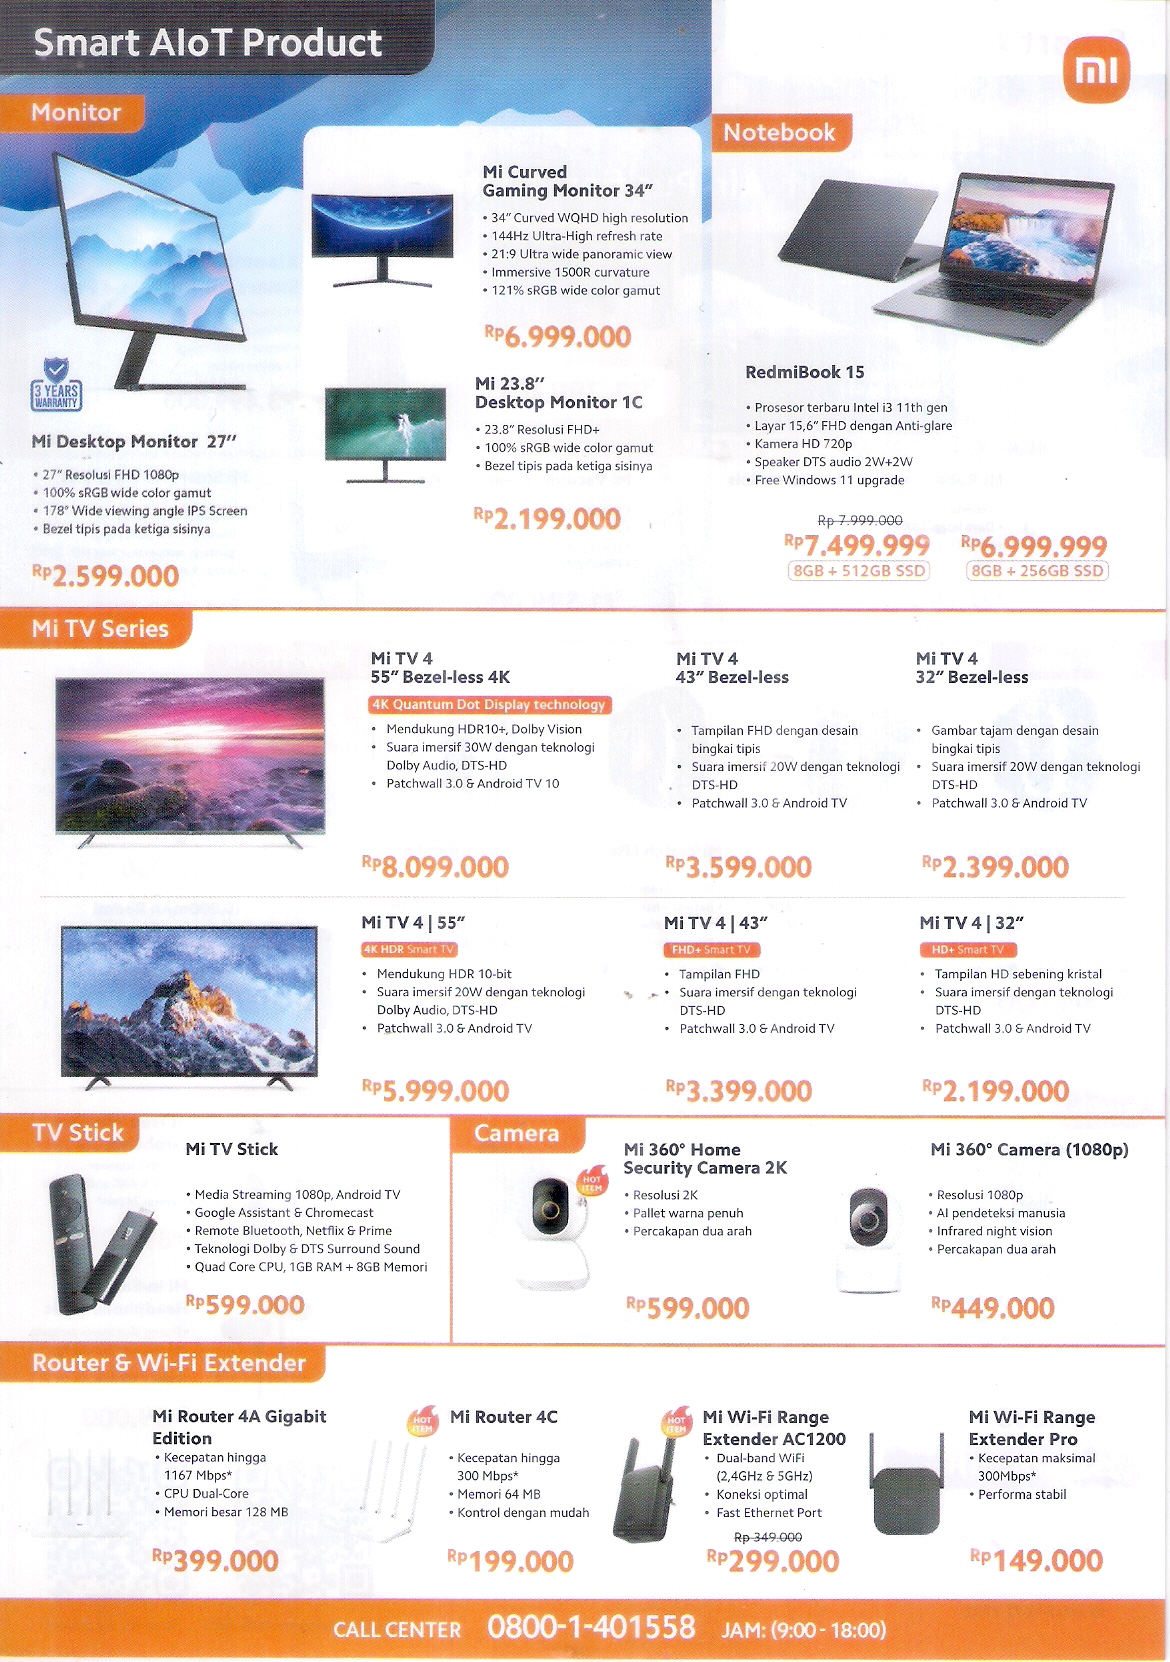 Smart AIoT Product
mi
Monitor
3 YEARS
WARRANTY
Mi Desktop Monitor 27’’
• 27” Resolusi FHD 1080p
• 100% sRGB wide color gamut
• 178° Wide viewing angle IPS Screen
• Bezel tipis pada ketiga sisinya
Rp2.599.000
Mi Curved
Gaming Monitor 34”
• 34” Curved WQHD high resolution
• 144Hz Ultra-High refresh rate
• 21:9 Ultra wide panoramic view
• Immersive 1500R curvature
• 121% sRGB wide color gamut
Rp6.999.000
Mi 23.8’’
Desktop Monitor 1C
• 23.8” Resolusi FHD+
• 100% sRGB wide color gamut
• Bezel tipis pada ketiga sisinya
Rp2.199.000
Notebook
RedmiBook 15
• Prosesor terbaru Intel i3 11th gen
• Layar 15,6” FHD dengan Anti-glare
• Kamera HD 720p
• Speaker DTS audio 2W+2W
• Free Windows 11 upgrade
Rp 7.999.000
Rp7.499.999
8GB + 512GB SSD
Rp6.999.999
8GB + 256GB SSD
Mi TV Series
Mi TV 4
55” Bezel-less 4K
4K Quantum Dot Display technology
• Mendukung HDR10+, Dolby Vision
• Suara imersif 30W dengan teknologi
Dolby Audio, DTS-HD
• Patchwall 3.0 & Android TV 10
Rp8.099.000
Mi TV 4
43” Bezel-less
• Tampilan FHD dengan desain
bingkai tipis
• Suara imersif 20W dengan teknologi
DTS-HD
• Patchwall 3.0 & Android TV
Rp3.599.000
Mi TV 4
32” Bezel-less
• Gambar tajam dengan desain
bingkai tipis
• Suara imersif 20W dengan teknologi
DTS-HD
• Patchwall 3.0 & Android TV
Rp2.399.000
Mi TV 4 | 55”
4K HDR Smart TV
• Mendukung HDR 10-bit
• Suara imersif 20W dengan teknologi
Dolby Audio, DTS-HD
• Patchwall 3.0 & Android TV
Rp5.999.000
Mi TV 4 | 43”
FHD+ Smart TV
• Tampilan FHD
• Suara imersif dengan teknologi
DTS-HD
• Patchwall 3.0 & Android TV
Rp3.399.000
Mi TV 4 | 32”
HD+ Smart TV
• Tampilan HD sebening kristal
• Suara imersif dengan teknologi
DTS-HD
• Patchwall 3.0 & Android TV
Rp2.199.000
TV Stick
Mi TV Stick
• Media Streaming 1080p, Android TV
• Google Assistant & Chromecast
• Remote Bluetooth, Netflix & Prime
• Teknologi Dolby & DTS Surround Sound
• Quad Core CPU, 1GB RAM + 8GB Memori
Rp599.000
Camera
HOT
ITEM
Mi 360° Home
Security Camera 2K
• Resolusi 2K
• Pallet warna penuh
• Percakapan dua arah
Rp599.000
Mi 360° Camera (1080p)
• Resolusi 1080p
• AI pendeteksi manusia
• Infrared night vision
• Percakapan dua arah
Rp449.000
Router & Wi-Fi Extender
Mi Router 4A Gigabit
Edition
• Kecepatan hingga
1167 Mbps*
• CPU Dual-Core
• Memori besar 128 MB
Rp399.000
HOT
ITEM
Mi Router 4C
• Kecepatan hingga
300 Mbps*
• Memori 64 MB
• Kontrol dengan mudah
Rp199.000
HOT
ITEM
Mi Wi-Fi Range
Extender AC1200
• Dual-band WiFi
(2,4GHz & 5GHz)
• Koneksi optimal
• Fast Ethernet Port
Rp 349.000
Rp299.000
Mi Wi-Fi Range
Extender Pro
• Kecepatan maksimal
300Mbps*
• Performa stabil
Rp149.000
CALL CENTER 0800-1-401558 JAM: (9:00 - 18:00)